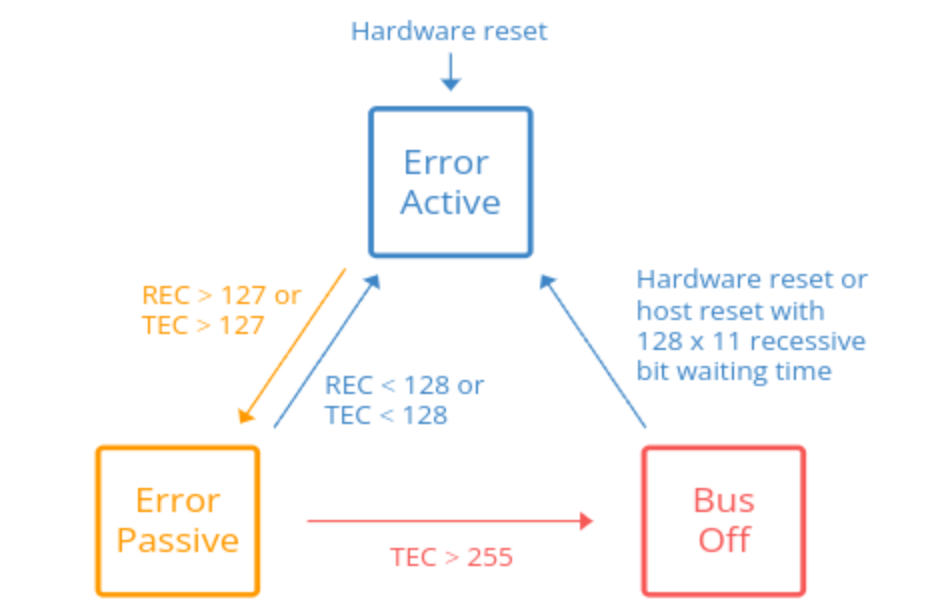 Hardware reset
Error
Active
REC > 127 or
TEC > 127
Hardware reset or
host reset with
128 x 11 recessive
bit waiting time
REC < 128 or
TEC < 128
Error
Passive
Bus
Off
TEC > 255